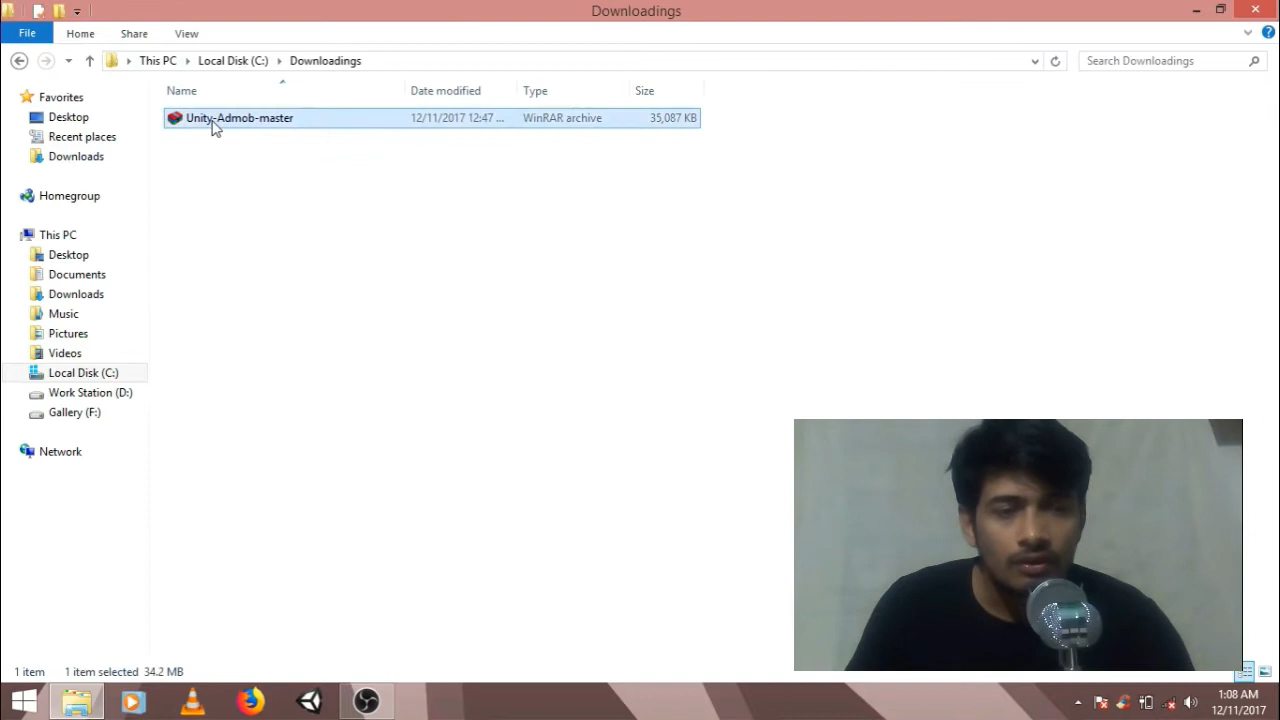 Downloadings
File Home Share View
This PC Local Disk (C:) Downloadings
Search Downloadings
Name Date modified Type Size
Unity-Admob-master 12/11/2017 12:47 ... WinRAR archive 35,087 KB
Favorites
Desktop
Recent places
Downloads
Homegroup
This PC
Desktop
Documents
Downloads
Music
Pictures
Videos
Local Disk (C:)
Work Station (D:)
Gallery (F:)
Network
1 item 1 item selected 34.2 MB
1:08 AM
12/11/2017